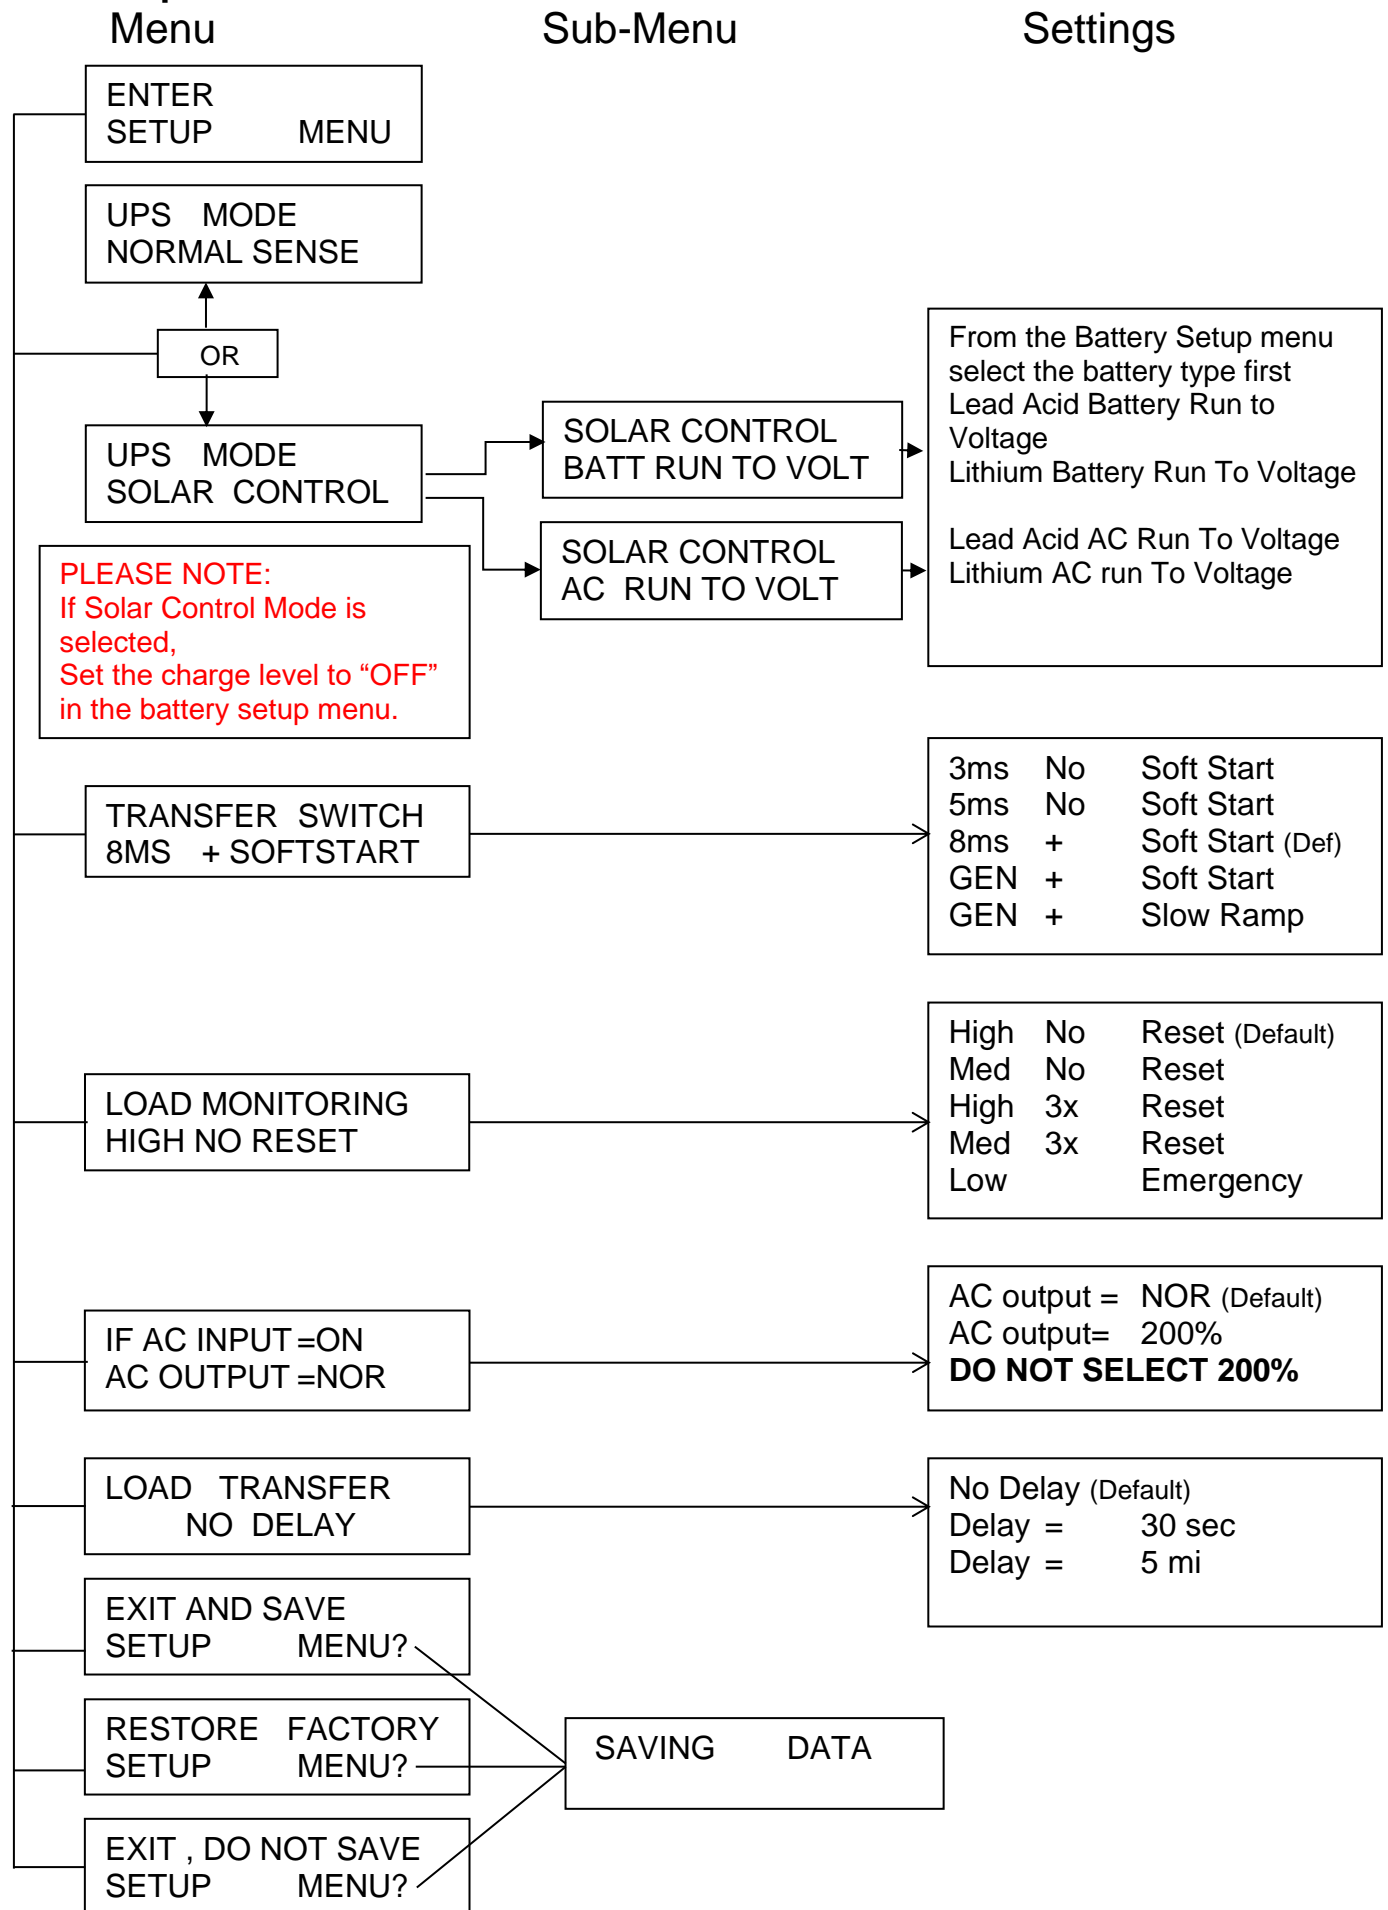 Menu Sub-Menu Settings
ENTER
SETUP MENU
UPS MODE
NORMAL SENSE
OR
UPS MODE
SOLAR CONTROL
SOLAR CONTROL
BATT RUN TO VOLT
SOLAR CONTROL
AC RUN TO VOLT
From the Battery Setup menu
select the battery type first
Lead Acid Battery Run to
Voltage
Lithium Battery Run To Voltage
Lead Acid AC Run To Voltage
Lithium AC run To Voltage
PLEASE NOTE:
If Solar Control Mode is
selected,
Set the charge level to “OFF”
in the battery setup menu.
TRANSFER SWITCH
8MS + SOFTSTART
3ms No Soft Start
5ms No Soft Start
8ms + Soft Start (Def)
GEN + Soft Start
GEN + Slow Ramp
LOAD MONITORING
HIGH NO RESET
High No Reset (Default)
Med No Reset
High 3x Reset
Med 3x Reset
Low Emergency
IF AC INPUT =ON
AC OUTPUT =NOR
AC output = NOR (Default)
AC output= 200%
DO NOT SELECT 200%
LOAD TRANSFER
NO DELAY
No Delay (Default)
Delay = 30 sec
Delay = 5 mi
EXIT AND SAVE
SETUP MENU?
RESTORE FACTORY
SETUP MENU?
SAVING DATA
EXIT , DO NOT SAVE
SETUP MENU?